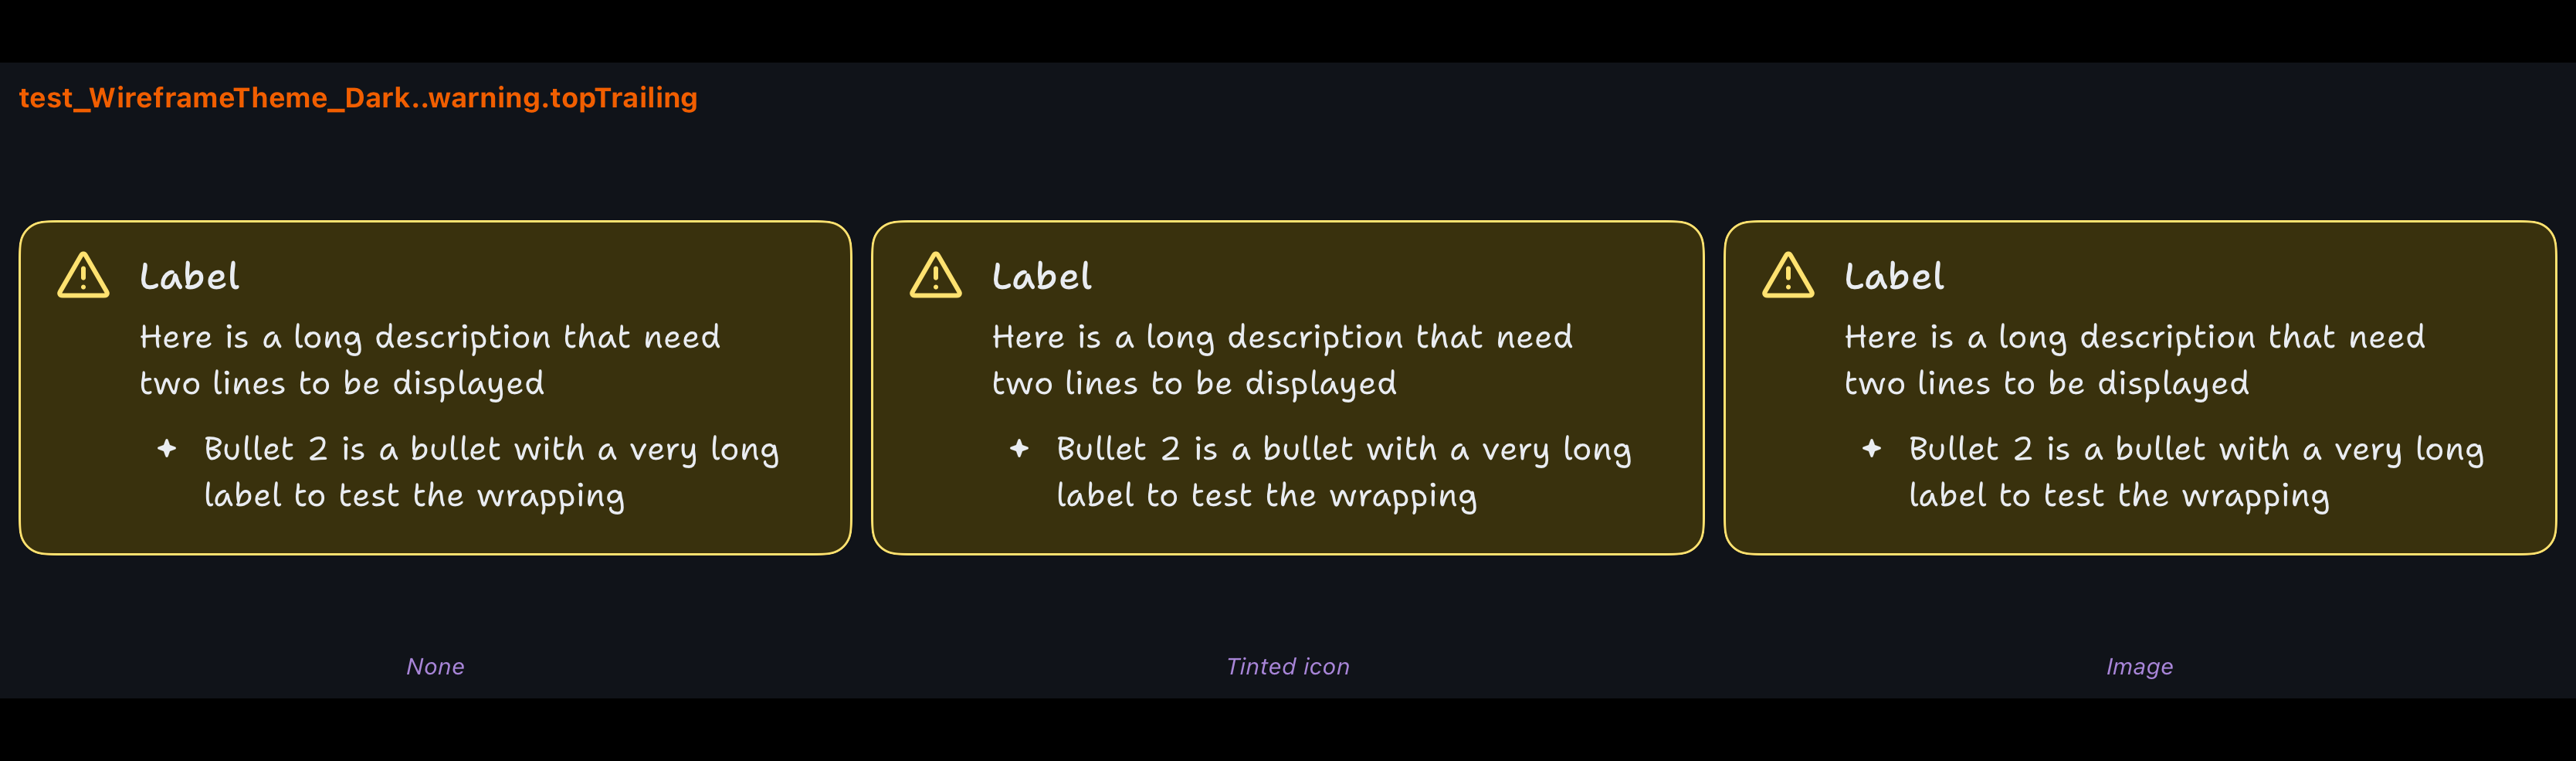 test_WireframeTheme_Dark..warning.topTrailing
Label
Here is a long description that need
two lines to be displayed
Bullet 2 is a bullet with a very long
label to test the wrapping
Label
Here is a long description that need
two lines to be displayed
Bullet 2 is a bullet with a very long
label to test the wrapping
Label
Here is a long description that need
two lines to be displayed
Bullet 2 is a bullet with a very long
label to test the wrapping
None
Tinted icon
Image